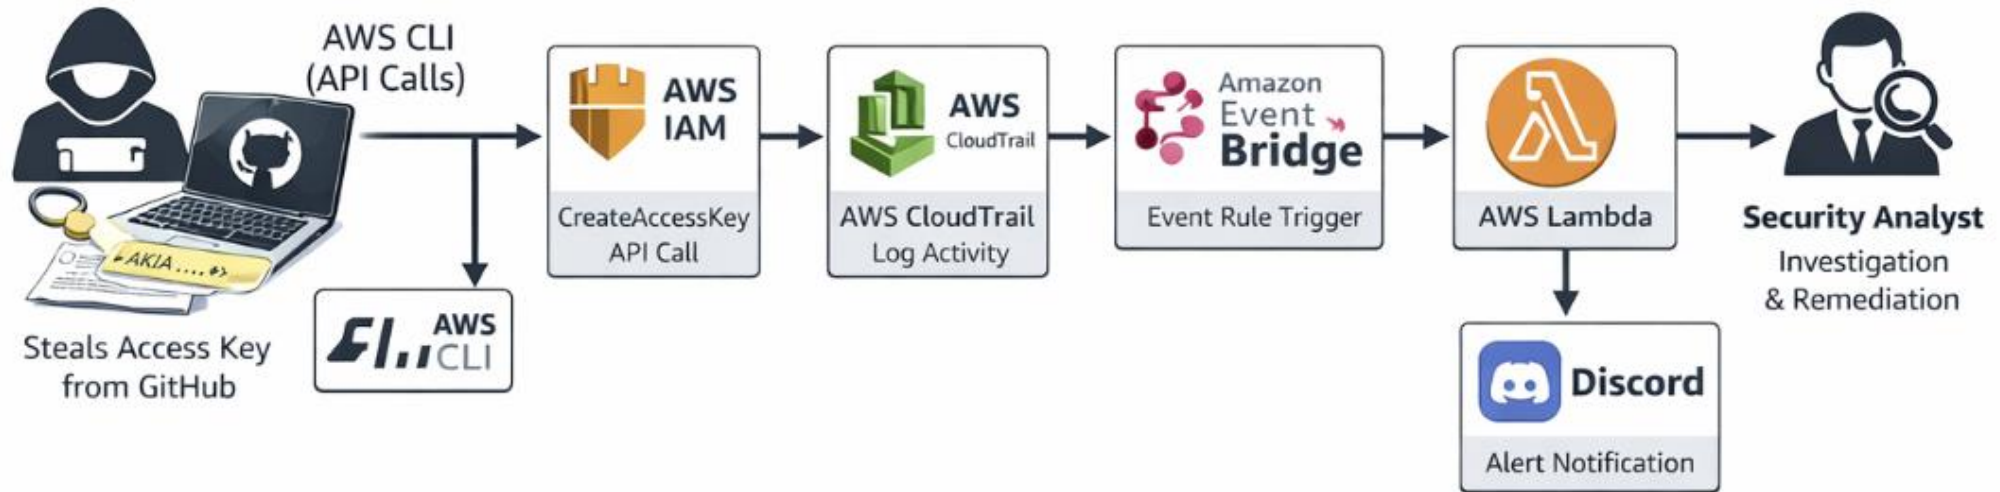 AWS CLI
(API Calls)
AKIA ....
Steals Access Key
from GitHub
AWS
CLI
AWS
IAM
CreateAccessKey
API Call
AWS
CloudTrail
AWS CloudTrail
Log Activity
Amazon
Event
Bridge
Event Rule Trigger
AWS Lambda
Discord
Alert Notification
Security Analyst
Investigation
& Remediation